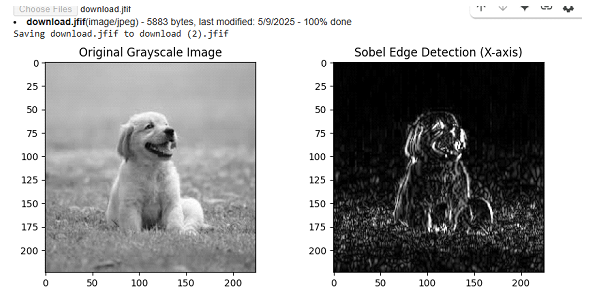 Choose Files download.jfif
• download.jfif(image/jpeg) - 5883 bytes, last modified: 5/9/2025 - 100% done
Saving download.jfif to download (2).jfif
Original Grayscale Image Sobel Edge Detection (X-axis)
0 0
25 25
50 50
75 75
100 100
125 125
150 150
175 175
200 200
0 50 100 150 200 0 50 100 150 200